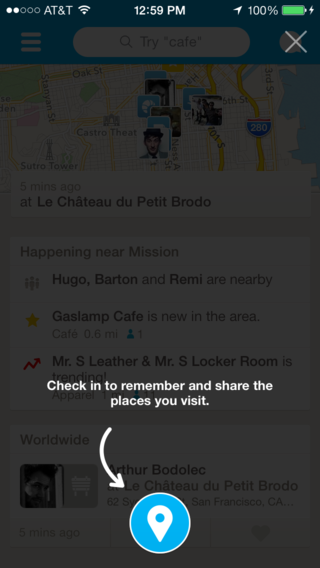 AT&T 12:59 PM 100%
Try "cafe"
Oak St
Castro Theat
16th St
280
Sutro Tower
5 mins ago
at Le Château du Petit Brodo
Happening near Mission
Hugo, Barton and Remi are nearby
Gaslamp Cafe is new in the area.
Café 0.6 mi 1
Mr. S Leather & Mr. S Locker Room is
trending!
Check in to remember and share the
places you visit.
Apparel
Worldwide
Arthur Bodolec
Le Château du Petit Brodo
San Francisco, CA...
5 mins ago